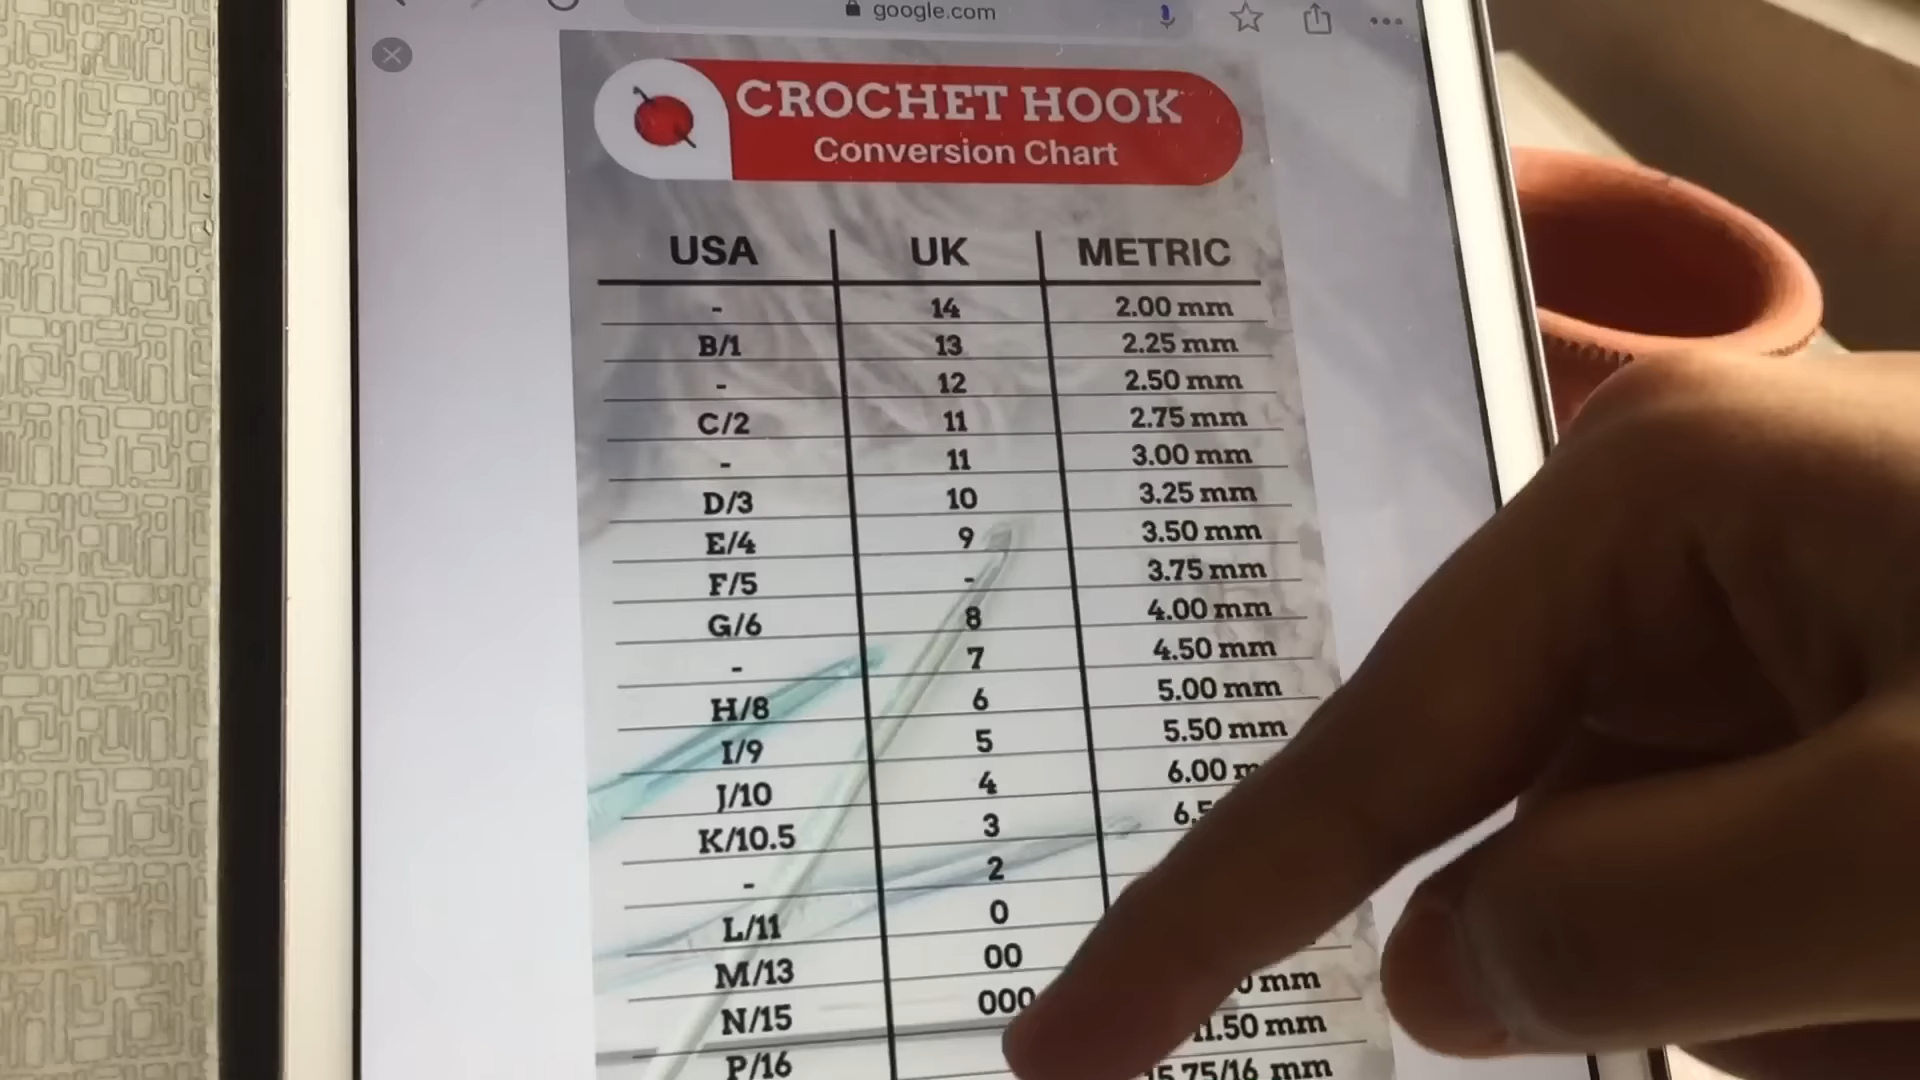 google.com
CROCHET HOOK
Conversion Chart
USA UK METRIC
- 14 2.00 mm
B/1 13 2.25 mm
- 12 2.50 mm
C/2 11 2.75 mm
- 11 3.00 mm
D/3 10 3.25 mm
E/4 9 3.50 mm
F/5 - 3.75 mm
G/6 8 4.00 mm
- 7 4.50 mm
H/8 6 5.00 mm
I/9 5 5.50 mm
J/10 4 6.00
K/10.5 3
- 2
L/11 0
M/13 00
N/15 000 mm
P/16 11.50 mm
15.75/16 mm